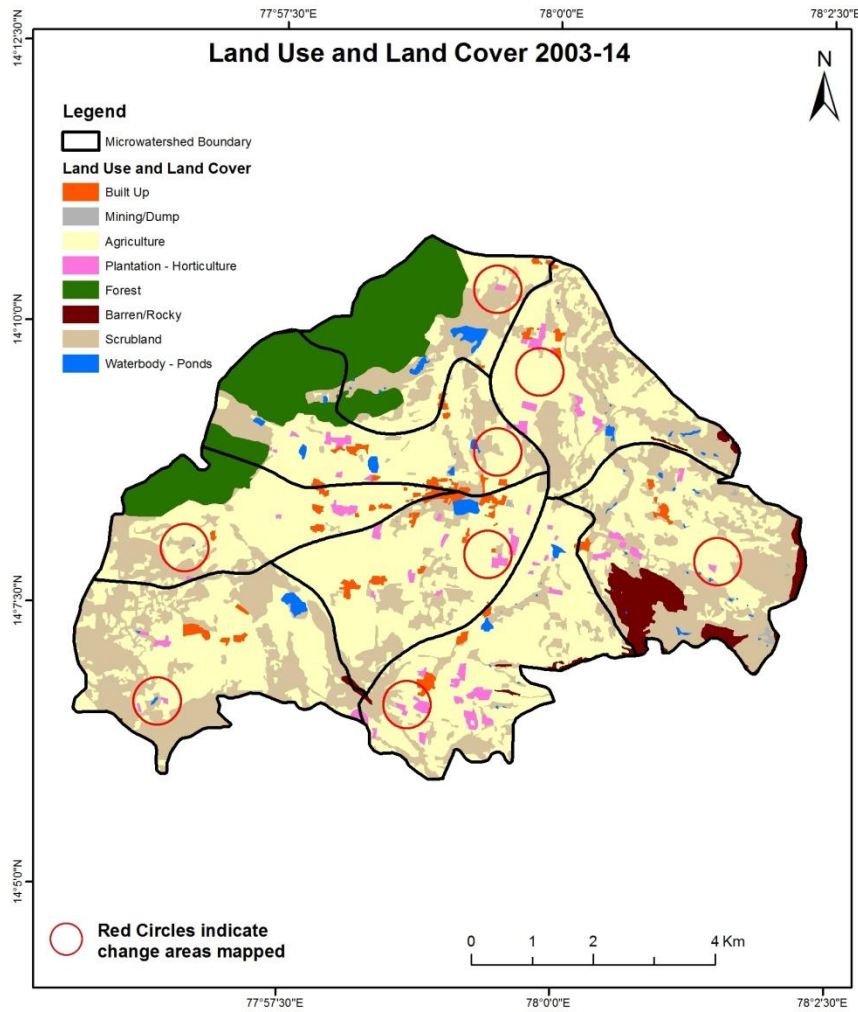 77°57'30"E
78°0'0"E
78°2'30"E
14°12'30"N
Land Use and Land Cover 2003-14
N
Legend
Microwatershed Boundary
Land Use and Land Cover
Built Up
Mining/Dump
Agriculture
Plantation - Horticulture
Forest
Barren/Rocky
Scrubland
Waterbody - Ponds
14°10'0"N
14°7'30"N
14°5'0"N
Red Circles indicate
change areas mapped
0 1 2 4 Km
77°57'30"E
78°0'0"E
78°2'30"E